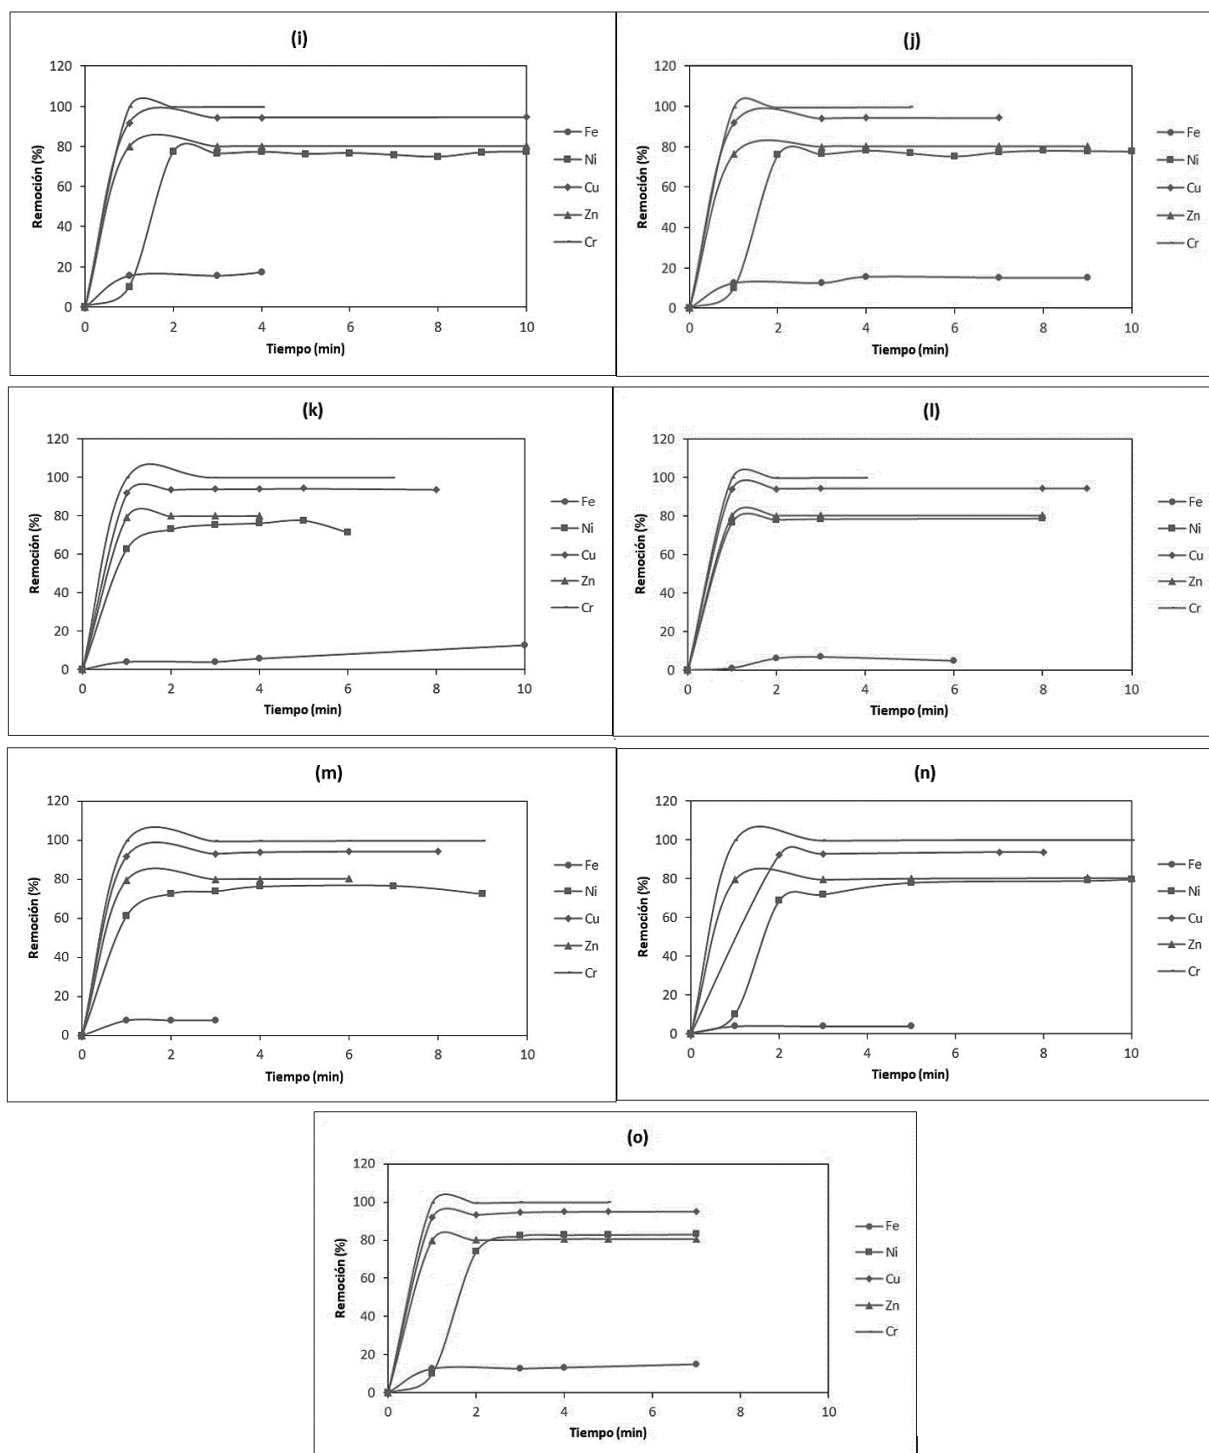 (i)
120
100
80
60
40
20
0
Remoción (%)
0 2 4 6 8 10
Tiempo (min)
Fe
Ni
Cu
Zn
Cr
(j)
120
100
80
60
40
20
0
Remoción (%)
0 2 4 6 8 10
Tiempo (min)
Fe
Ni
Cu
Zn
Cr
(k)
120
100
80
60
40
20
0
Remoción (%)
0 2 4 6 8 10
Tiempo (min)
Fe
Ni
Cu
Zn
Cr
(l)
120
100
80
60
40
20
0
Remoción (%)
0 2 4 6 8 10
Tiempo (min)
Fe
Ni
Cu
Zn
Cr
(m)
120
100
80
60
40
20
0
Remoción (%)
0 2 4 6 8 10
Tiempo (min)
Fe
Ni
Cu
Zn
Cr
(n)
120
100
80
60
40
20
0
Remoción (%)
0 2 4 6 8 10
Tiempo (min)
Fe
Ni
Cu
Zn
Cr
(o)
120
100
80
60
40
20
0
Remoción (%)
0 2 4 6 8 10
Tiempo (min)
Fe
Ni
Cu
Zn
Cr